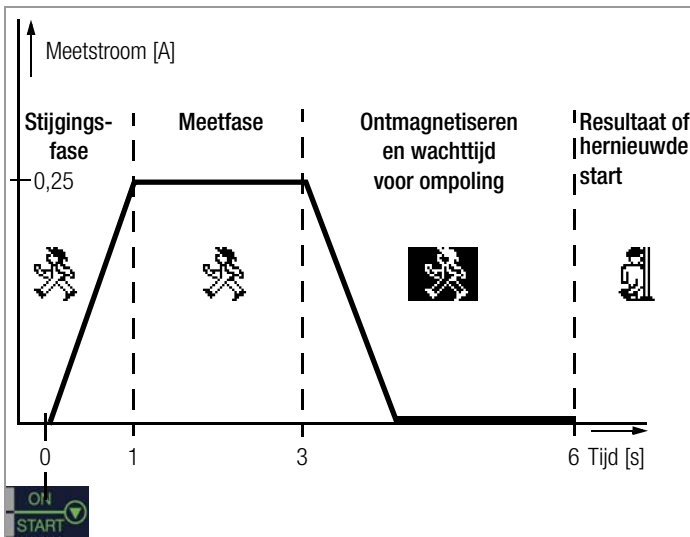 Meetstroom [A]
Stijgings-
fase
Meetfase
Ontmagnetiseren
en wachttijd
voor ompoling
Resultaat of
hernieuwde
start
0,25
0
1
3
6
Tijd [s]
ON
START